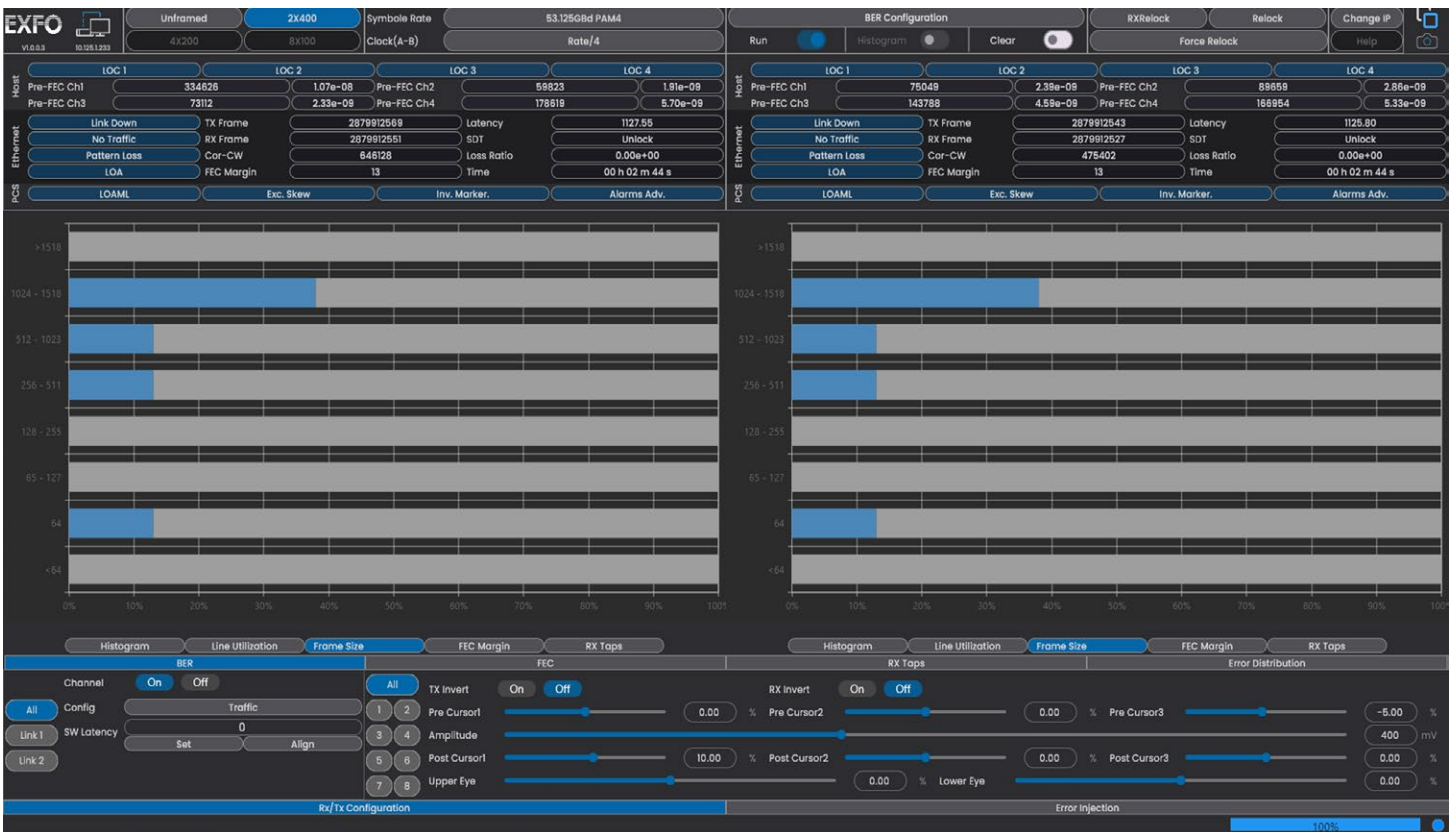 EXFO
V1.0.0.3 10.125.1.233
Unframed 2X400
4X200 8X100
Symbole Rate 53.125GBd PAM4
Clock(A-B) Rate/4
BER Configuration
Run Histogram Clear
RXRelock Relock
Force Relock
Change IP
Help
Host
LOC 1 LOC 2 LOC 3 LOC 4
Pre-FEC Ch1 334626 1.07e-08 Pre-FEC Ch2 59823 1.91e-09
Pre-FEC Ch3 73112 2.33e-09 Pre-FEC Ch4 178619 5.70e-09
Ethernet
Link Down TX Frame 2879912569 Latency 1127.55
No Traffic RX Frame 2879912551 SDT Unlock
Pattern Loss Cor-CW 646128 Loss Ratio 0.00e+00
LOA FEC Margin 13 Time 00 h 02 m 44 s
PCS
LOAML Exc. Skew Inv. Marker. Alarms Adv.
Host
LOC 1 LOC 2 LOC 3 LOC 4
Pre-FEC Ch1 75049 2.39e-09 Pre-FEC Ch2 89659 2.86e-09
Pre-FEC Ch3 143788 4.59e-09 Pre-FEC Ch4 166954 5.33e-09
Ethernet
Link Down TX Frame 2879912543 Latency 1125.80
No Traffic RX Frame 2879912527 SDT Unlock
Pattern Loss Cor-CW 475402 Loss Ratio 0.00e+00
LOA FEC Margin 13 Time 00 h 02 m 44 s
PCS
LOAML Exc. Skew Inv. Marker. Alarms Adv.
>1518
1024 - 1518
512 - 1023
256 - 511
128 - 255
65 - 127
64
<64
0% 10% 20% 30% 40% 50% 60% 70% 80% 90% 100%
>1518
1024 - 1518
512 - 1023
256 - 511
128 - 255
65 - 127
64
<64
0% 10% 20% 30% 40% 50% 60% 70% 80% 90% 100%
Histogram Line Utilization Frame Size FEC Margin RX Taps
Histogram Line Utilization Frame Size FEC Margin RX Taps
BER FEC RX Taps Error Distribution
Channel On Off
All Config Traffic
Link 1 SW Latency 0
Set Align
Link 2
All
1 2
3 4
5 6
7 8
TX Invert On Off RX Invert On Off
Pre Cursor1 0.00 % Pre Cursor2 0.00 % Pre Cursor3 -5.00 %
Amplitude 400 mV
Post Cursor1 10.00 % Post Cursor2 0.00 % Post Cursor3 0.00 %
Upper Eye 0.00 % Lower Eye 0.00 %
Rx/Tx Configuration Error Injection
100%